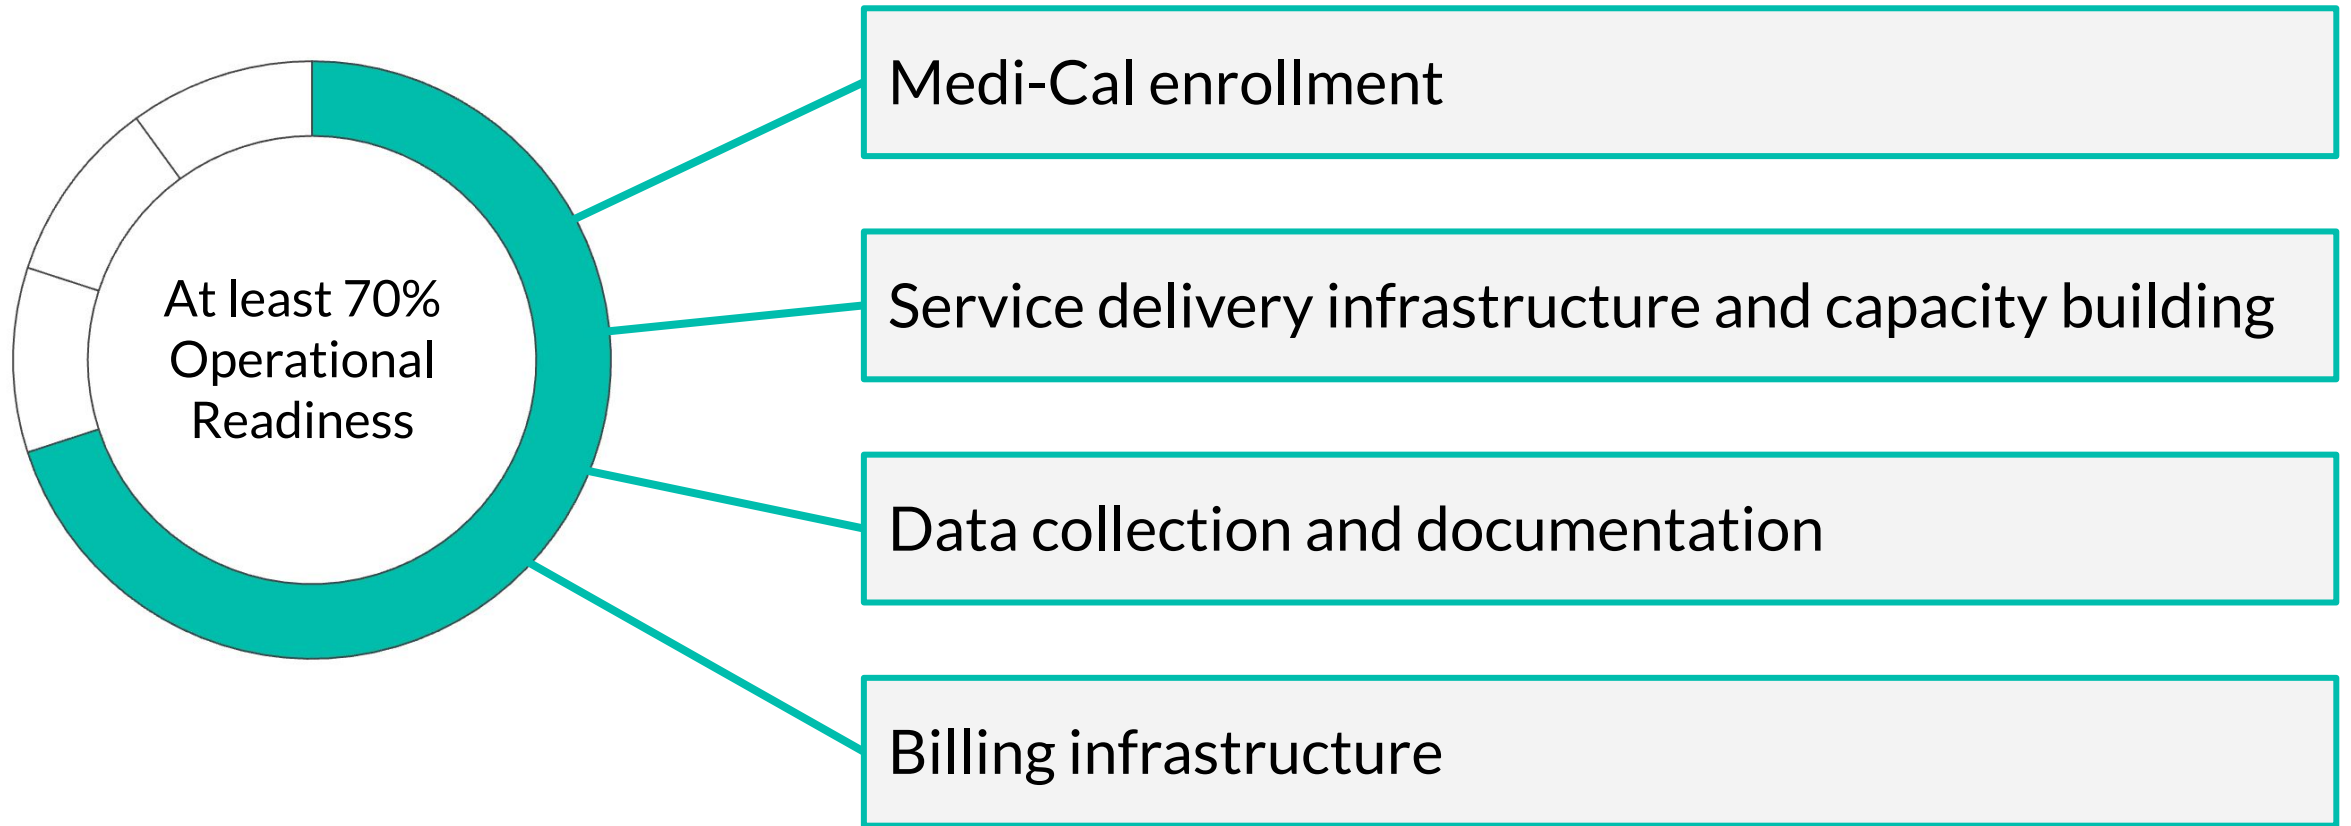 At least 70%
Operational
Readiness
Medi-Cal enrollment
Service delivery infrastructure and capacity building
Data collection and documentation
Billing infrastructure